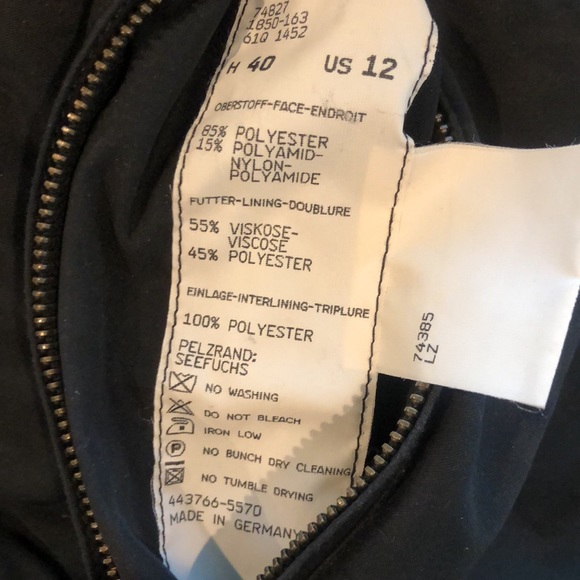 74827
1850-163
61Q 1452
H 40 US 12
OBERSTOFF-FACE-ENDROIT
85% POLYESTER
15% POLYAMID-
NYLON-
POLYAMIDE
FUTTER-LINING-DOUBLURE
55% VISKOSE-
VISCOSE
45% POLYESTER
EINLAGE-INTERLINING-TRIPLURE
100% POLYESTER
PELZRAND:
SEEFUCHS
NO WASHING
DO NOT BLEACH
IRON LOW
P NO BUNCH DRY CLEANING
NO TUMBLE DRYING
443766-5570
MADE IN GERMANY
74385
LZ